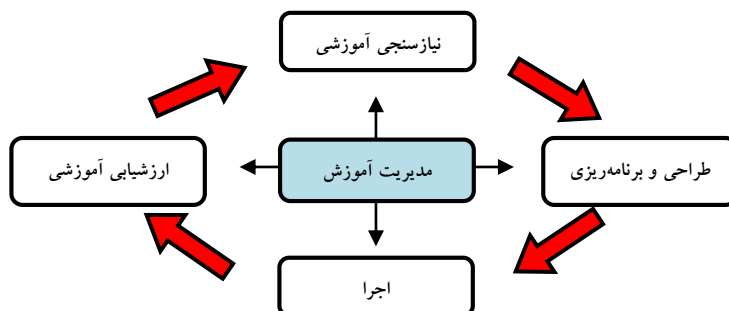 نیازسنجی آموزشی
طراحی و برنامه‌ریزی
مدیریت آموزش
ارزشیابی آموزشی
اجرا